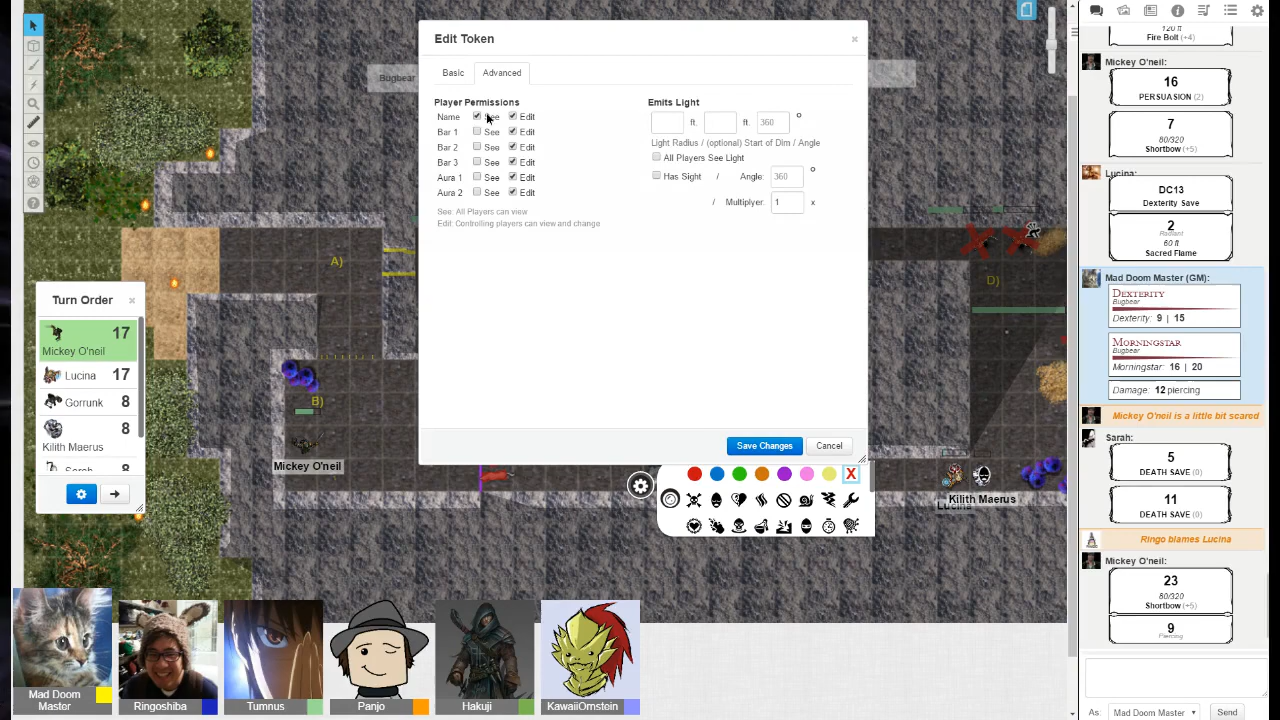 Edit Token
×
Basic
Advanced
Player Permissions
Name See Edit
Bar 1 See Edit
Bar 2 See Edit
Bar 3 See Edit
Aura 1 See Edit
Aura 2 See Edit
See: All Players can view
Edit: Controlling players can view and change
Emits Light
ft. ft. 360 °
Light Radius / (optional) Start of Dim / Angle
All Players See Light
Has Sight / Angle: 360 °
/ Multiplyer: 1 x
Save Changes
Cancel
Bugbear
A)
B)
D)
Mickey O'neil
Kilith Maerus
Lucina
X
Turn Order ×
17
Mickey O'neil
Lucina 17
Gorrunk 8
8
Kilith Maerus
Sarah 8
Mad Doom
Master
Ringoshiba
Tumnus
Panjo
Hakuji
KawaiiOrnstein
120 ft
Fire Bolt (+4)
Mickey O'neil:
16
PERSUASION (2)
7
80/320
Shortbow (+5)
Lucina:
DC13
Dexterity Save
2
Radiant
60 ft
Sacred Flame
Mad Doom Master (GM):
Dexterity
Bugbear
Dexterity: 9 | 15
Morningstar
Bugbear
Morningstar: 16 | 20
Damage: 12 piercing
Mickey O'neil is a little bit scared
Sarah:
5
DEATH SAVE (0)
11
DEATH SAVE (0)
Ringo blames Lucina
Mickey O'neil:
23
80/320
Shortbow (+5)
9
Piercing
As: Mad Doom Master
Send